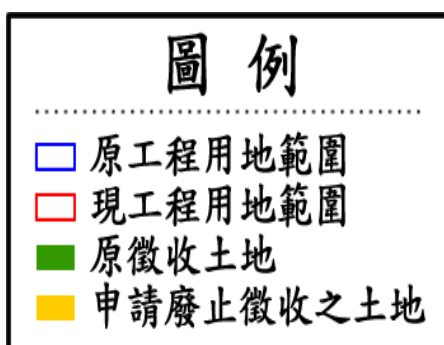 圖例
原工程用地範圍
現工程用地範圍
原徵收土地
申請廢止徵收之土地